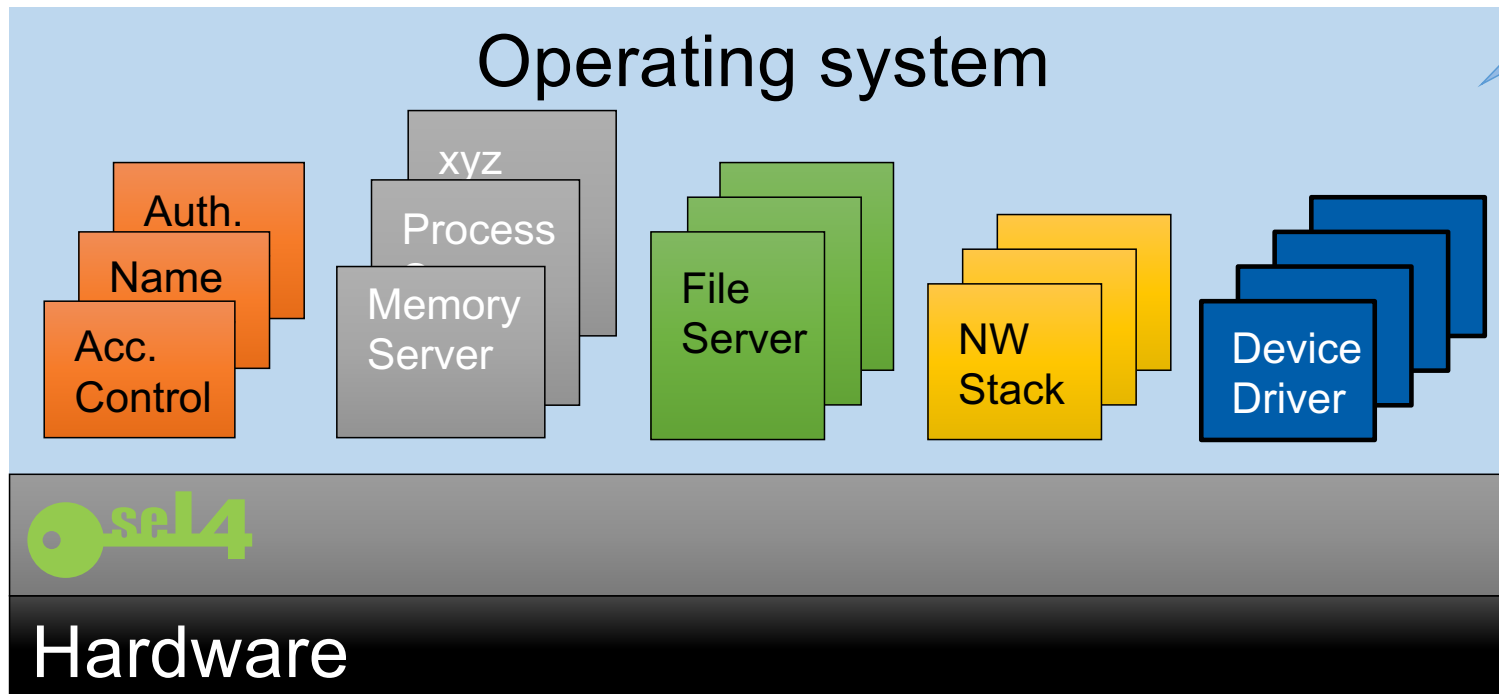 Operating system
Auth.
Name
Acc.
Control
xyz
Process
Memory
Server
File
Server
NW
Stack
Device
Driver
seL4
Hardware